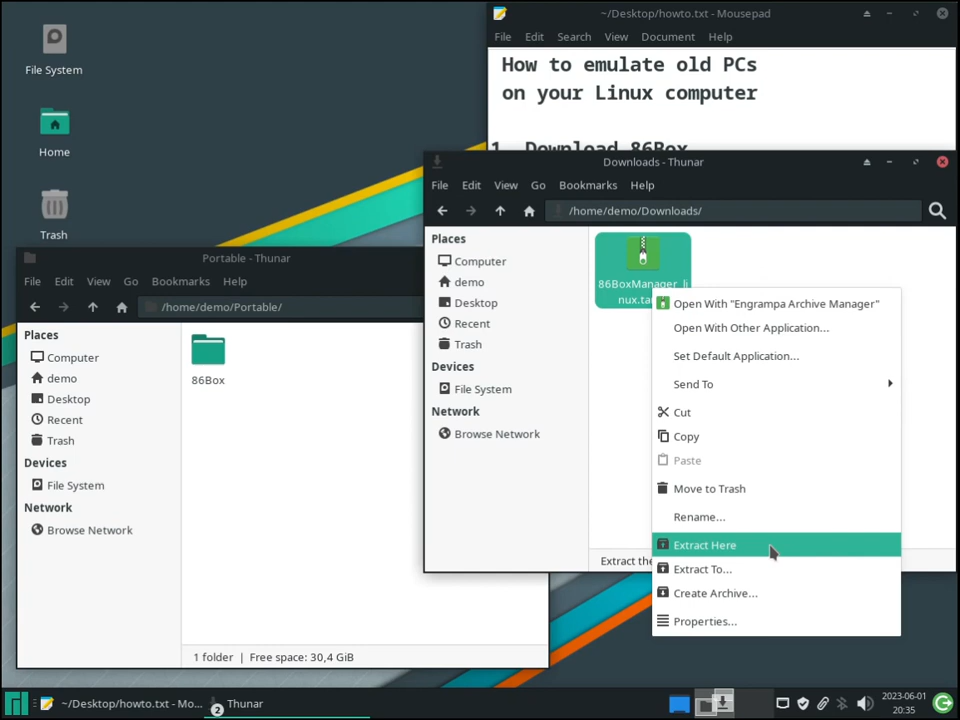 File System
Home
Trash
~/Desktop/howto.txt - Mousepad
File Edit Search View Document Help
How to emulate old PCs
on your Linux computer
1. Download 86Box
Downloads - Thunar
File Edit View Go Bookmarks Help
/home/demo/Downloads/
Places
Computer
demo
Desktop
Recent
Trash
Devices
File System
Network
Browse Network
86BoxManager_li
nux.ta
Extract the
Open With "Engrampa Archive Manager"
Open With Other Application...
Set Default Application...
Send To
Cut
Copy
Paste
Move to Trash
Rename...
Extract Here
Extract To...
Create Archive...
Properties...
Portable - Thunar
File Edit View Go Bookmarks Help
/home/demo/Portable/
Places
Computer
demo
Desktop
Recent
Trash
Devices
File System
Network
Browse Network
86Box
1 folder | Free space: 30,4 GiB
~/Desktop/howto.txt - Mo...
2
Thunar
2023-06-01
20:35